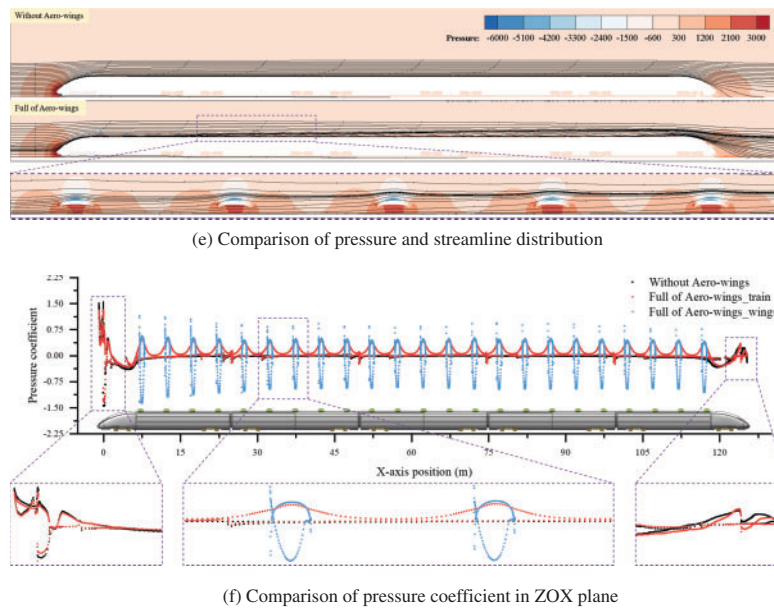 Without Aero-wings
Pressure: -6000 -5100 -4200 -3300 -2400 -1500 -600 300 1200 2100 3000
Full of Aero-wings
(e) Comparison of pressure and streamline distribution
2.25
1.50
0.75
0.00
-0.75
-1.50
-2.25
Pressure coefficient
Without Aero-wings
Full of Aero-wings_train
Full of Aero-wings_wings
0 15 30 45 60 75 90 105 120
X-axis position (m)
(f) Comparison of pressure coefficient in ZOX plane